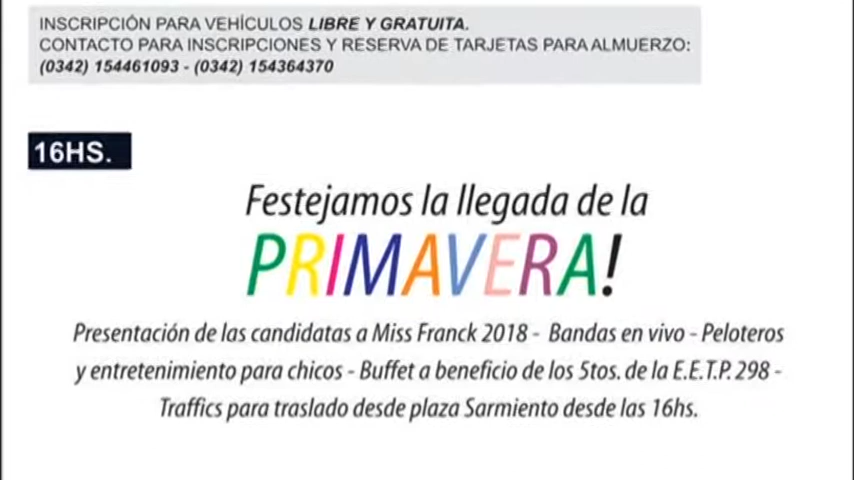 INSCRIPCIÓN PARA VEHÍCULOS LIBRE Y GRATUITA.
CONTACTO PARA INSCRIPCIONES Y RESERVA DE TARJETAS PARA ALMUERZO:
(0342) 154461093 - (0342) 154364370
16HS.
Festejamos la llegada de la
PRIMAVERA!
Presentación de las candidatas a Miss Franck 2018 - Bandas en vivo - Peloteros
y entretenimiento para chicos - Buffet a beneficio de los 5tos. de la E.E.T.P. 298 -
Traffics para traslado desde plaza Sarmiento desde las 16hs.